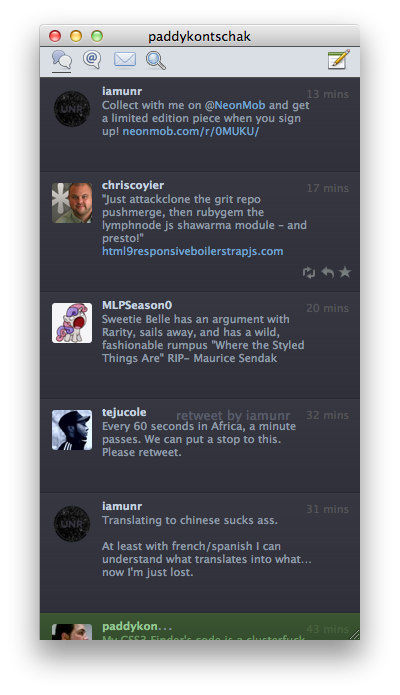 paddykontschak
iamunr
13 mins
UNR
Collect with me on @NeonMob and get
a limited edition piece when you sign
up! neonmob.com/r/0MUKU/
chriscoyier
17 mins
"Just attackclone the grit repo
pushmerge, then rubygem the
lymphnode js shawarma module – and
presto!"
html9responsiveboilerstrapjs.com
MLPSeason0
20 mins
Sweetie Belle has an argument with
Rarity, sails away, and has a wild,
fashionable rumpus "Where the Styled
Things Are" RIP- Maurice Sendak
tejucole
retweet by iamunr
32 mins
Every 60 seconds in Africa, a minute
passes. We can put a stop to this.
Please retweet.
iamunr
31 mins
UNR
Translating to chinese sucks ass.
At least with french/spanish I can
understand what translates into what...
now I'm just lost.
paddykon...
43 mins
My CSS3 Finder's code is a clusterfuck